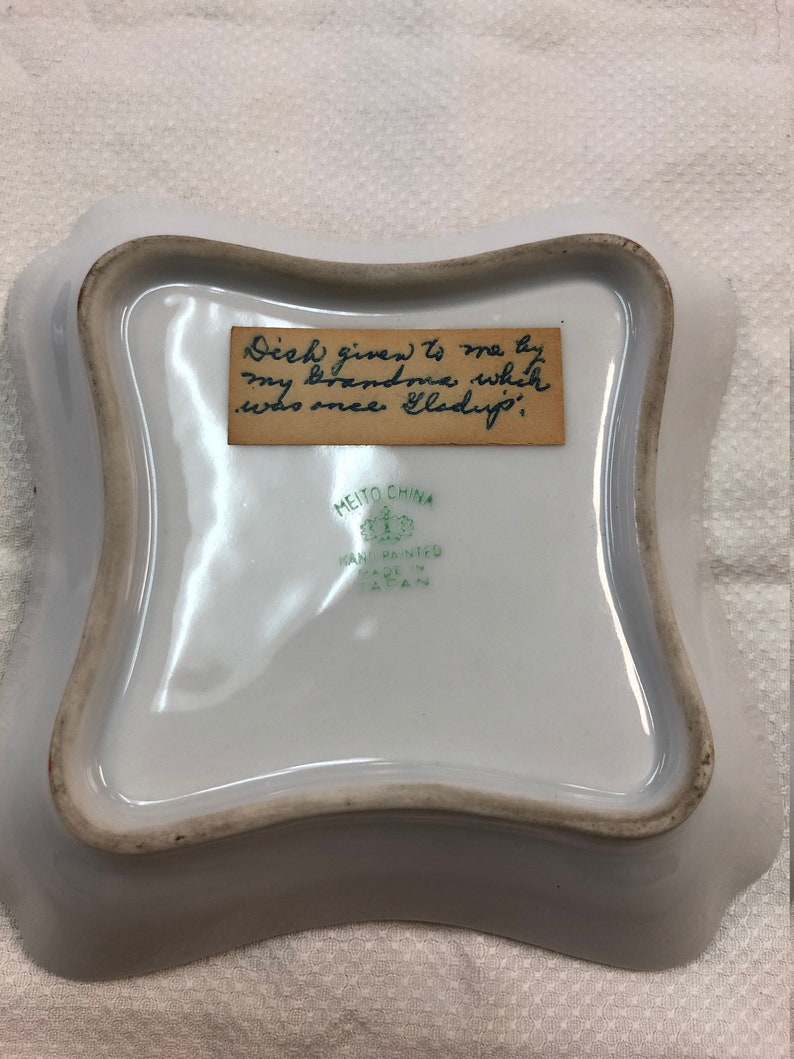 Dish given to me by
my Grandma which
was once Gladys'.
MEITO CHINA
HAND PAINTED
MADE IN
JAPAN